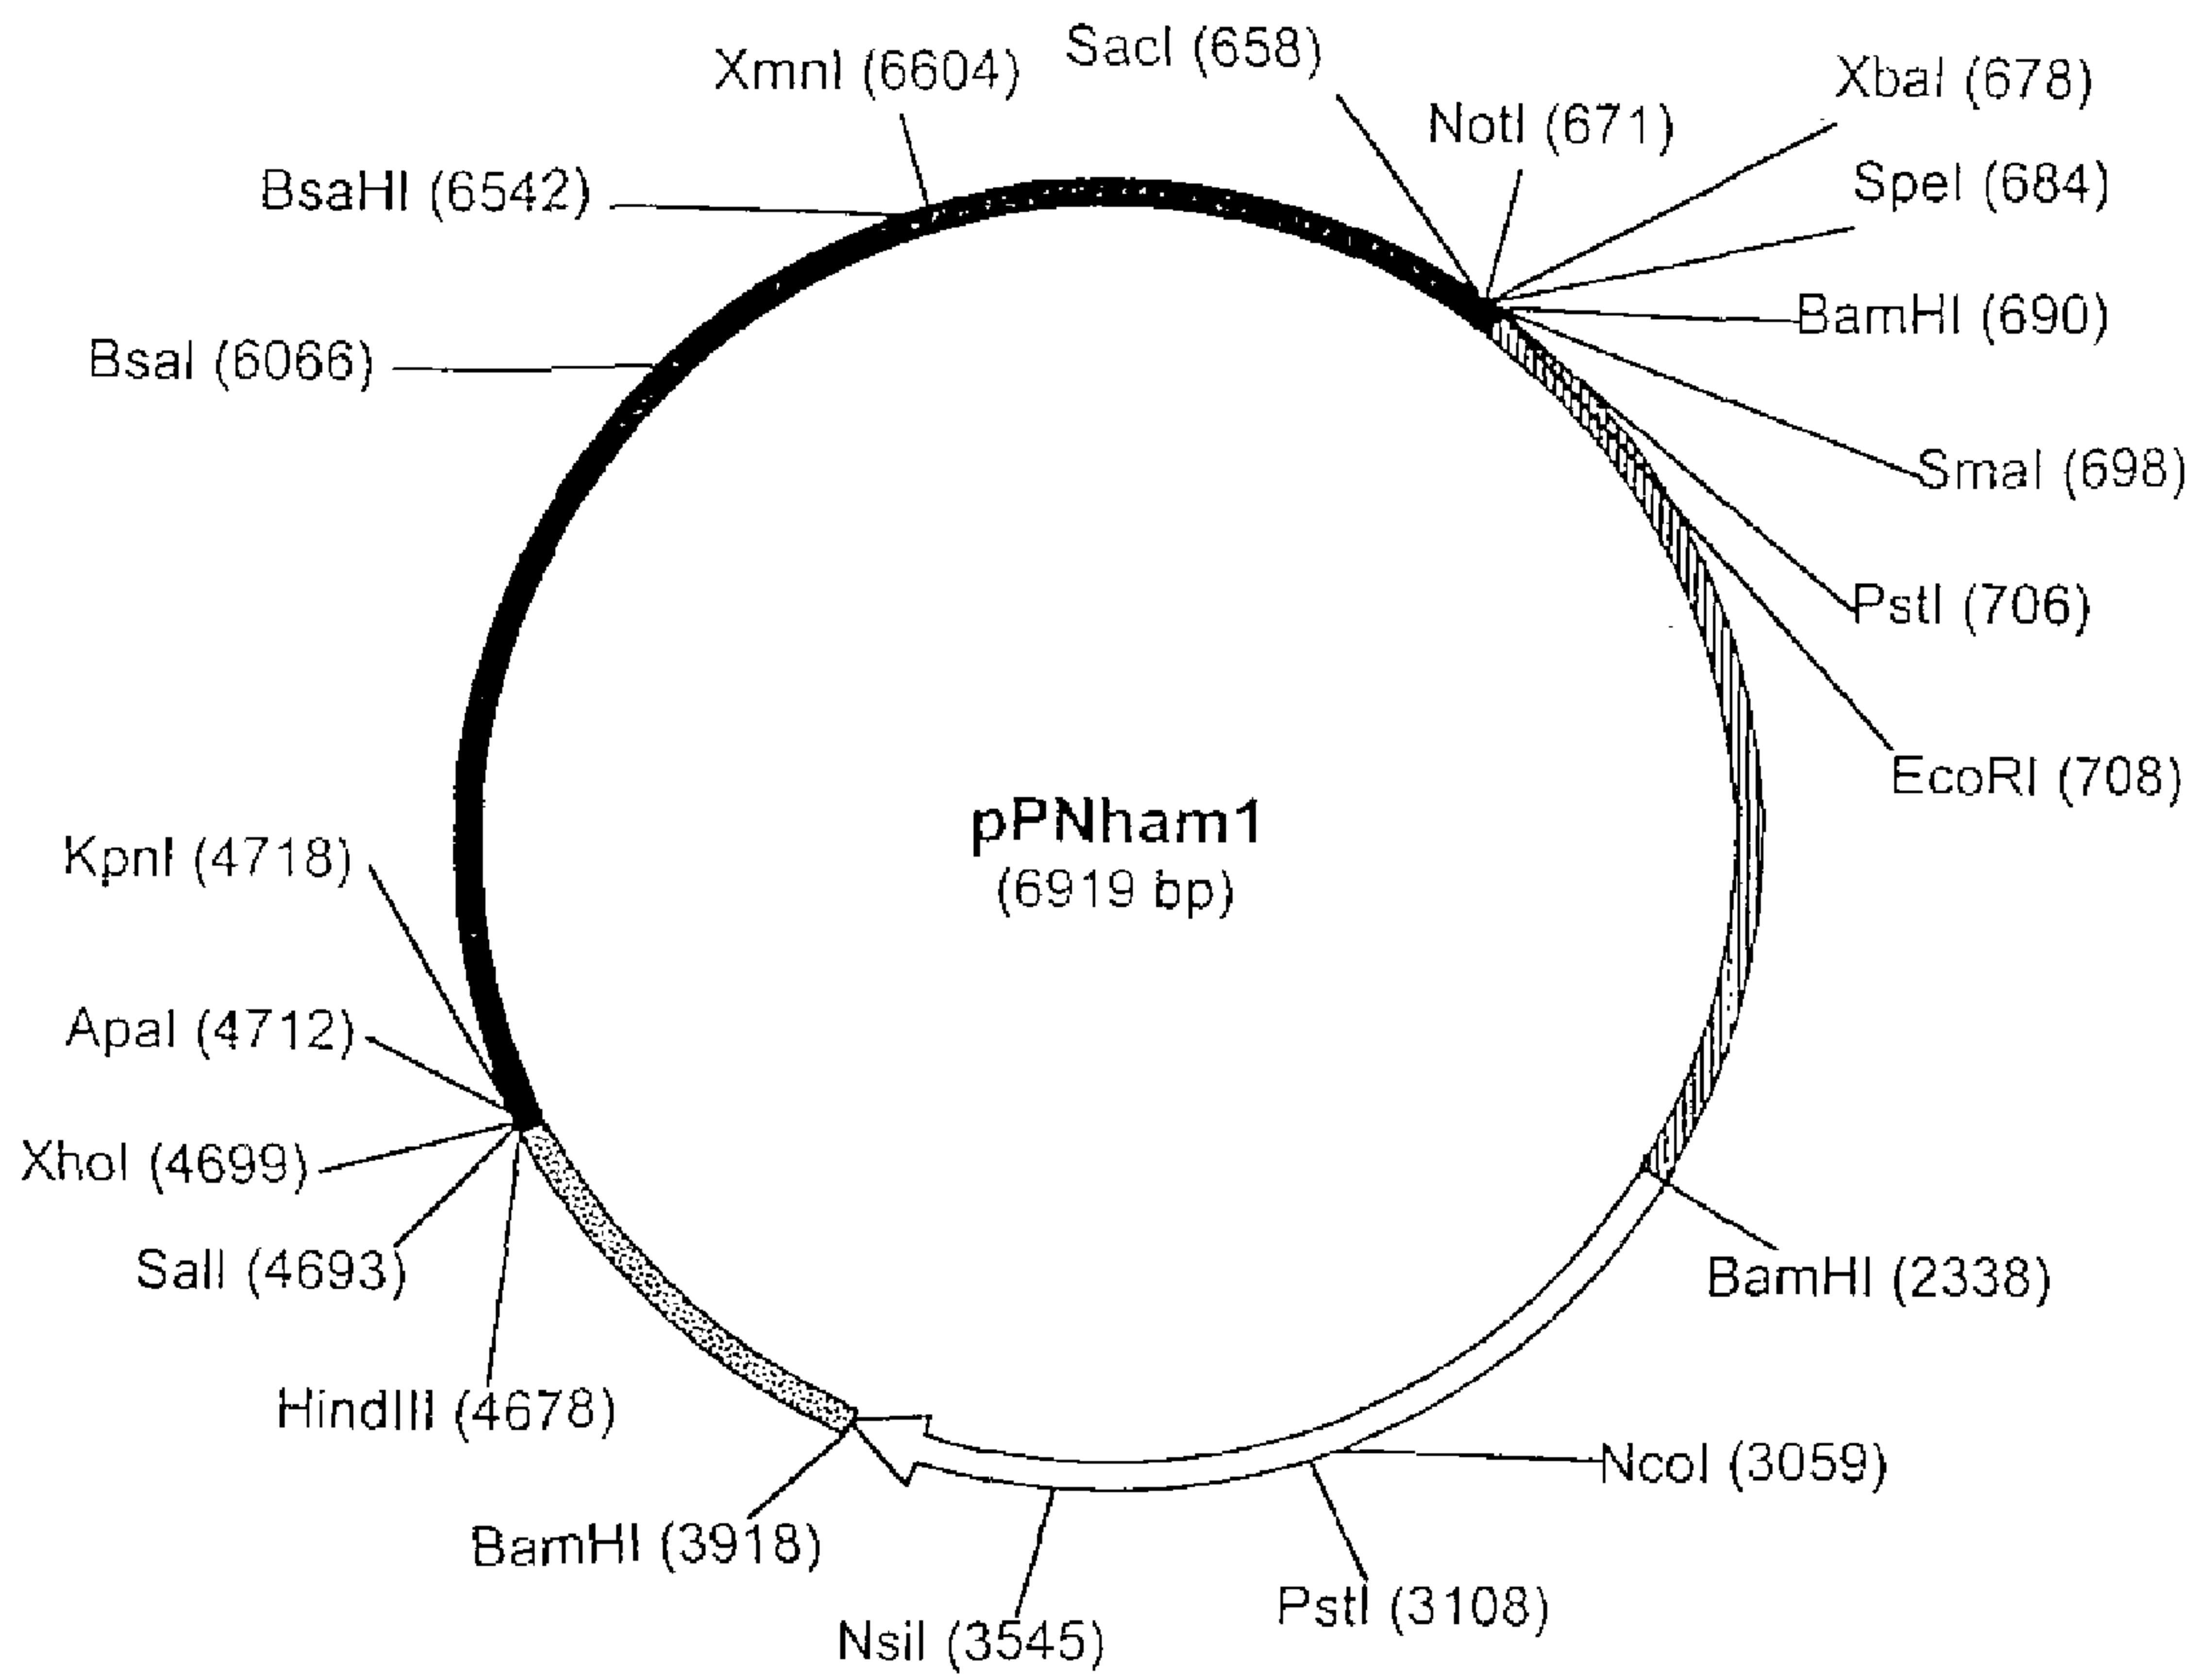 SacI (658)
XmnI (6604)
XbaI (678)
NotI (671)
SpeI (684)
BsaHI (6542)
BamHI (690)
BsaI (6066)
SmaI (698)
PstI (706)
EcoRI (708)
pPNham1
(6919 bp)
KpnI (4718)
ApaI (4712)
XhoI (4699)
SalI (4693)
BamHI (2338)
HindIII (4678)
NcoI (3059)
BamHI (3918)
PstI (3108)
NsiI (3545)